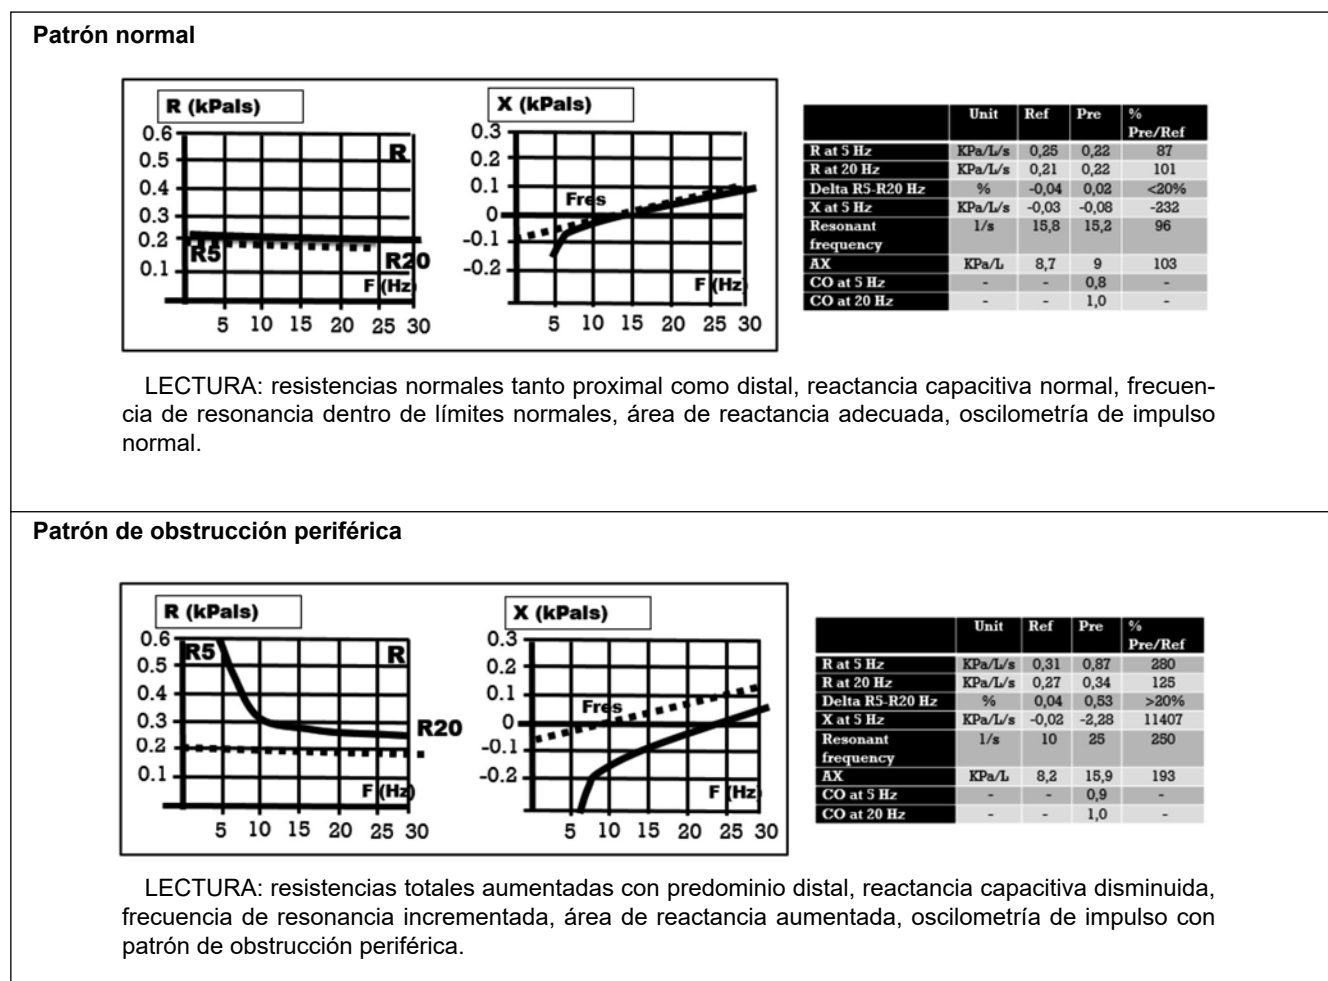 Patrón normal
R (kPals)
0.6
0.5
0.4
0.3
0.2
0.1
R
R5
R20
F (Hz)
5 10 15 20 25 30
X (kPals)
0.3
0.2
0.1
0
-0.1
-0.2
Fres
F (Hz)
5 10 15 20 25 30
Unit Ref Pre %
Pre/Ref
R at 5 Hz KPa/L/s 0,25 0,22 87
R at 20 Hz KPa/L/s 0,21 0,22 101
Delta R5-R20 Hz % -0,04 0,02 <20%
X at 5 Hz KPa/L/s -0,03 -0,08 -232
Resonant 1/s 15,8 15,2 96
frequency
AX KPa/L 8,7 9 103
CO at 5 Hz - - 0,8 -
CO at 20 Hz - - 1,0 -
LECTURA: resistencias normales tanto proximal como distal, reactancia capacitiva normal, frecuen-
cia de resonancia dentro de límites normales, área de reactancia adecuada, oscilometría de impulso
normal.
Patrón de obstrucción periférica
R (kPals)
0.6
0.5
0.4
0.3
0.2
0.1
R5
R
R20
F (Hz)
5 10 15 20 25 30
X (kPals)
0.3
0.2
0.1
0
-0.1
-0.2
Fres
F (Hz)
5 10 15 20 25 30
Unit Ref Pre %
Pre/Ref
R at 5 Hz KPa/L/s 0,31 0,87 280
R at 20 Hz KPa/L/s 0,27 0,34 125
Delta R5-R20 Hz % 0,04 0,53 >20%
X at 5 Hz KPa/L/s -0,02 -2,28 11407
Resonant 1/s 10 25 250
frequency
AX KPa/L 8,2 15,9 193
CO at 5 Hz - - 0,9 -
CO at 20 Hz - - 1,0 -
LECTURA: resistencias totales aumentadas con predominio distal, reactancia capacitiva disminuida,
frecuencia de resonancia incrementada, área de reactancia aumentada, oscilometría de impulso con
patrón de obstrucción periférica.